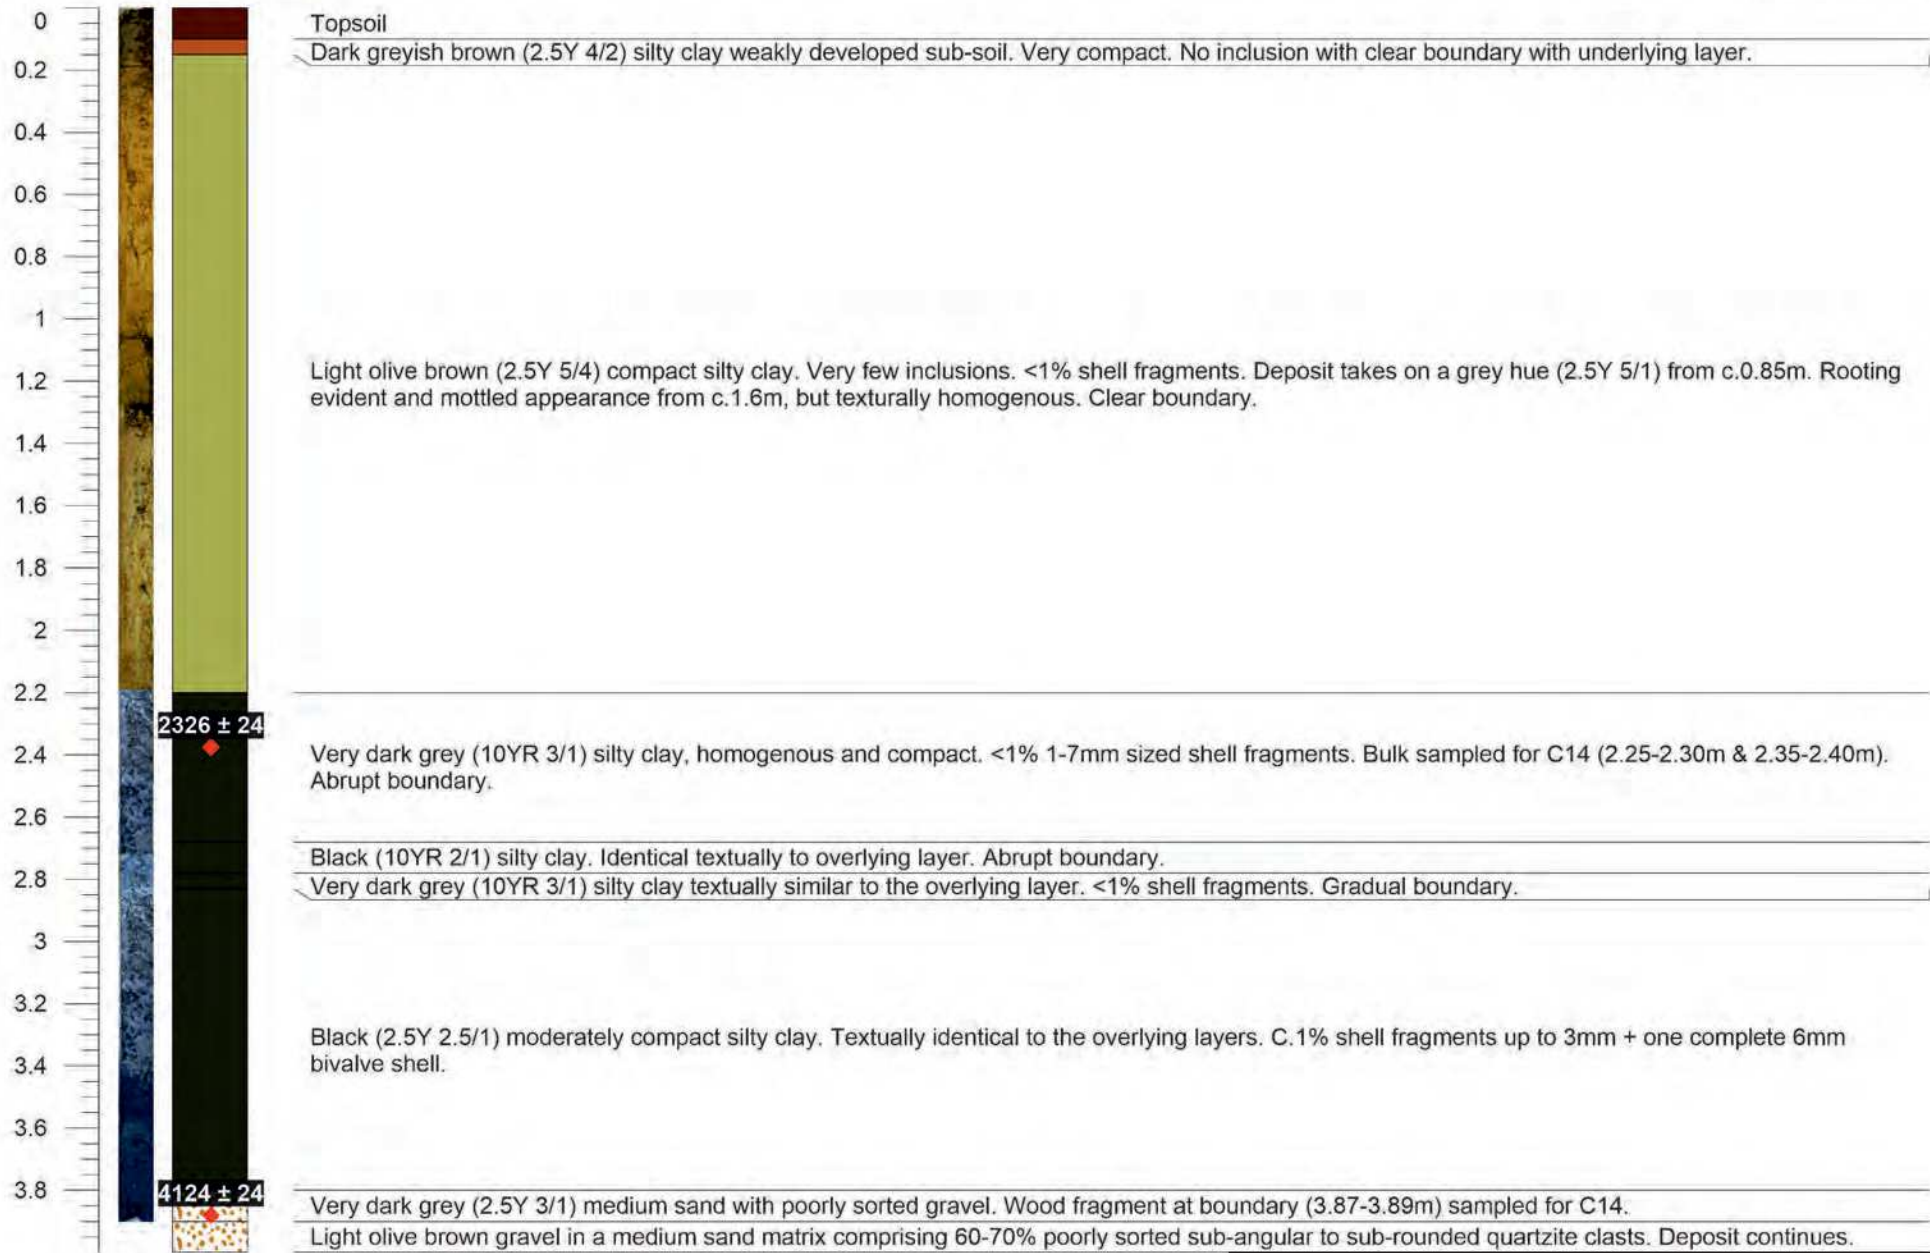 0
Topsoil
Dark greyish brown (2.5Y 4/2) silty clay weakly developed sub-soil. Very compact. No inclusion with clear boundary with underlying layer.
0.2
0.4
0.6
0.8
1
Light olive brown (2.5Y 5/4) compact silty clay. Very few inclusions. <1% shell fragments. Deposit takes on a grey hue (2.5Y 5/1) from c.0.85m. Rooting
evident and mottled appearance from c.1.6m, but texturally homogenous. Clear boundary.
1.2
1.4
1.6
1.8
2
2.2
2326 ± 24
2.4
Very dark grey (10YR 3/1) silty clay, homogenous and compact. <1% 1-7mm sized shell fragments. Bulk sampled for C14 (2.25-2.30m & 2.35-2.40m).
Abrupt boundary.
2.6
Black (10YR 2/1) silty clay. Identical textually to overlying layer. Abrupt boundary.
2.8
Very dark grey (10YR 3/1) silty clay textually similar to the overlying layer. <1% shell fragments. Gradual boundary.
3
3.2
Black (2.5Y 2.5/1) moderately compact silty clay. Textually identical to the overlying layers. C.1% shell fragments up to 3mm + one complete 6mm
bivalve shell.
3.4
3.6
3.8
4124 ± 24
Very dark grey (2.5Y 3/1) medium sand with poorly sorted gravel. Wood fragment at boundary (3.87-3.89m) sampled for C14.
Light olive brown gravel in a medium sand matrix comprising 60-70% poorly sorted sub-angular to sub-rounded quartzite clasts. Deposit continues.